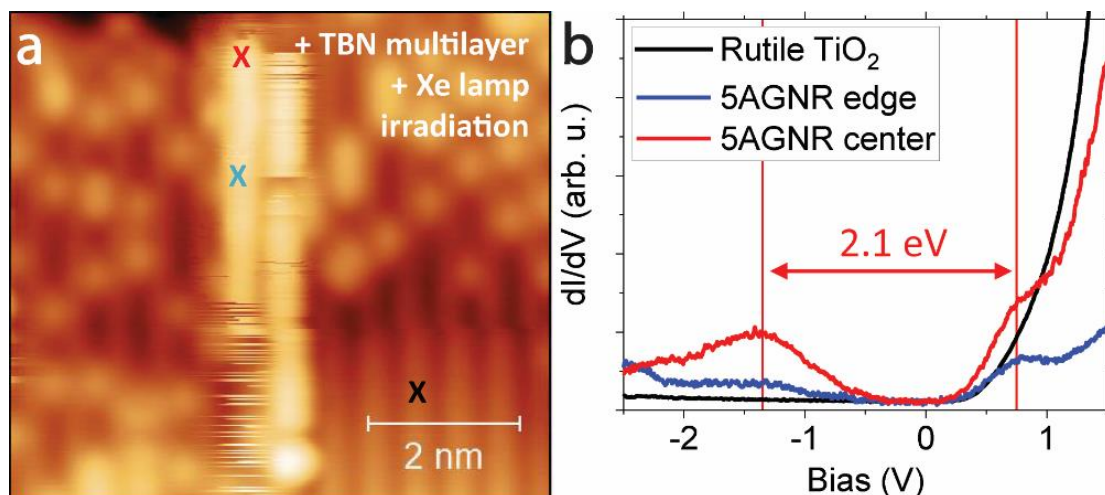 a
X
+ TBN multilayer
+ Xe lamp
irradiation
X
X
2 nm
b
Rutile TiO₂
5AGNR edge
5AGNR center
2.1 eV
dI/dV (arb. u.)
-2
-1
0
1
Bias (V)